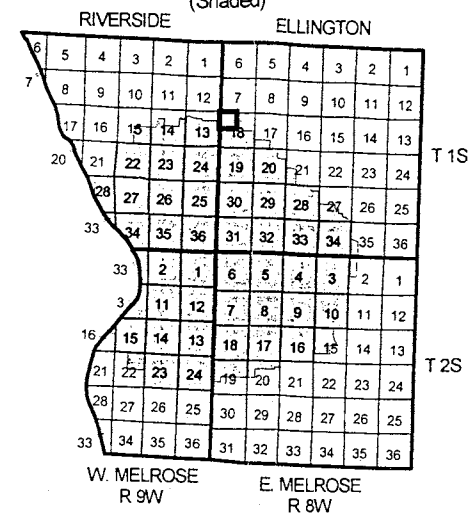 (Shaded)
RIVERSIDE ELLINGTON
6 5 4 3 2 1 6 5 4 3 2 1
7 8 9 10 11 12 7 8 9 10 11 12
17 16 15 14 13 18 17 16 15 14 13 T 1S
20 21 22 23 24 19 20 21 22 23 24
28 27 26 25 30 29 28 27 26 25
33 34 35 36 31 32 33 34 35 36
33 2 1 6 5 4 3 2 1
3 11 12 7 8 9 10 11 12
16 15 14 13 18 17 16 15 14 13 T 2S
21 22 23 24 19 20 21 22 23 24
28 27 26 25 30 29 28 27 26 25
33 34 35 36 31 32 33 34 35 36
W. MELROSE E. MELROSE
R 9W R 8W